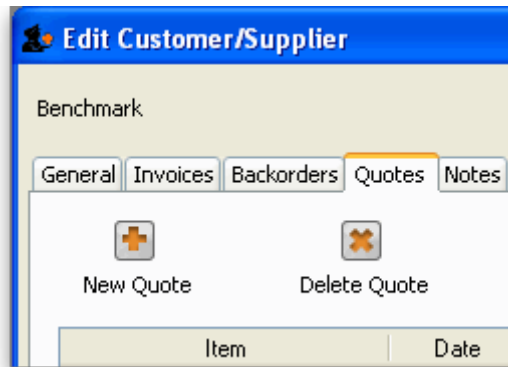 Edit Customer/Supplier
Benchmark
General Invoices Backorders Quotes Notes
New Quote Delete Quote
Item Date